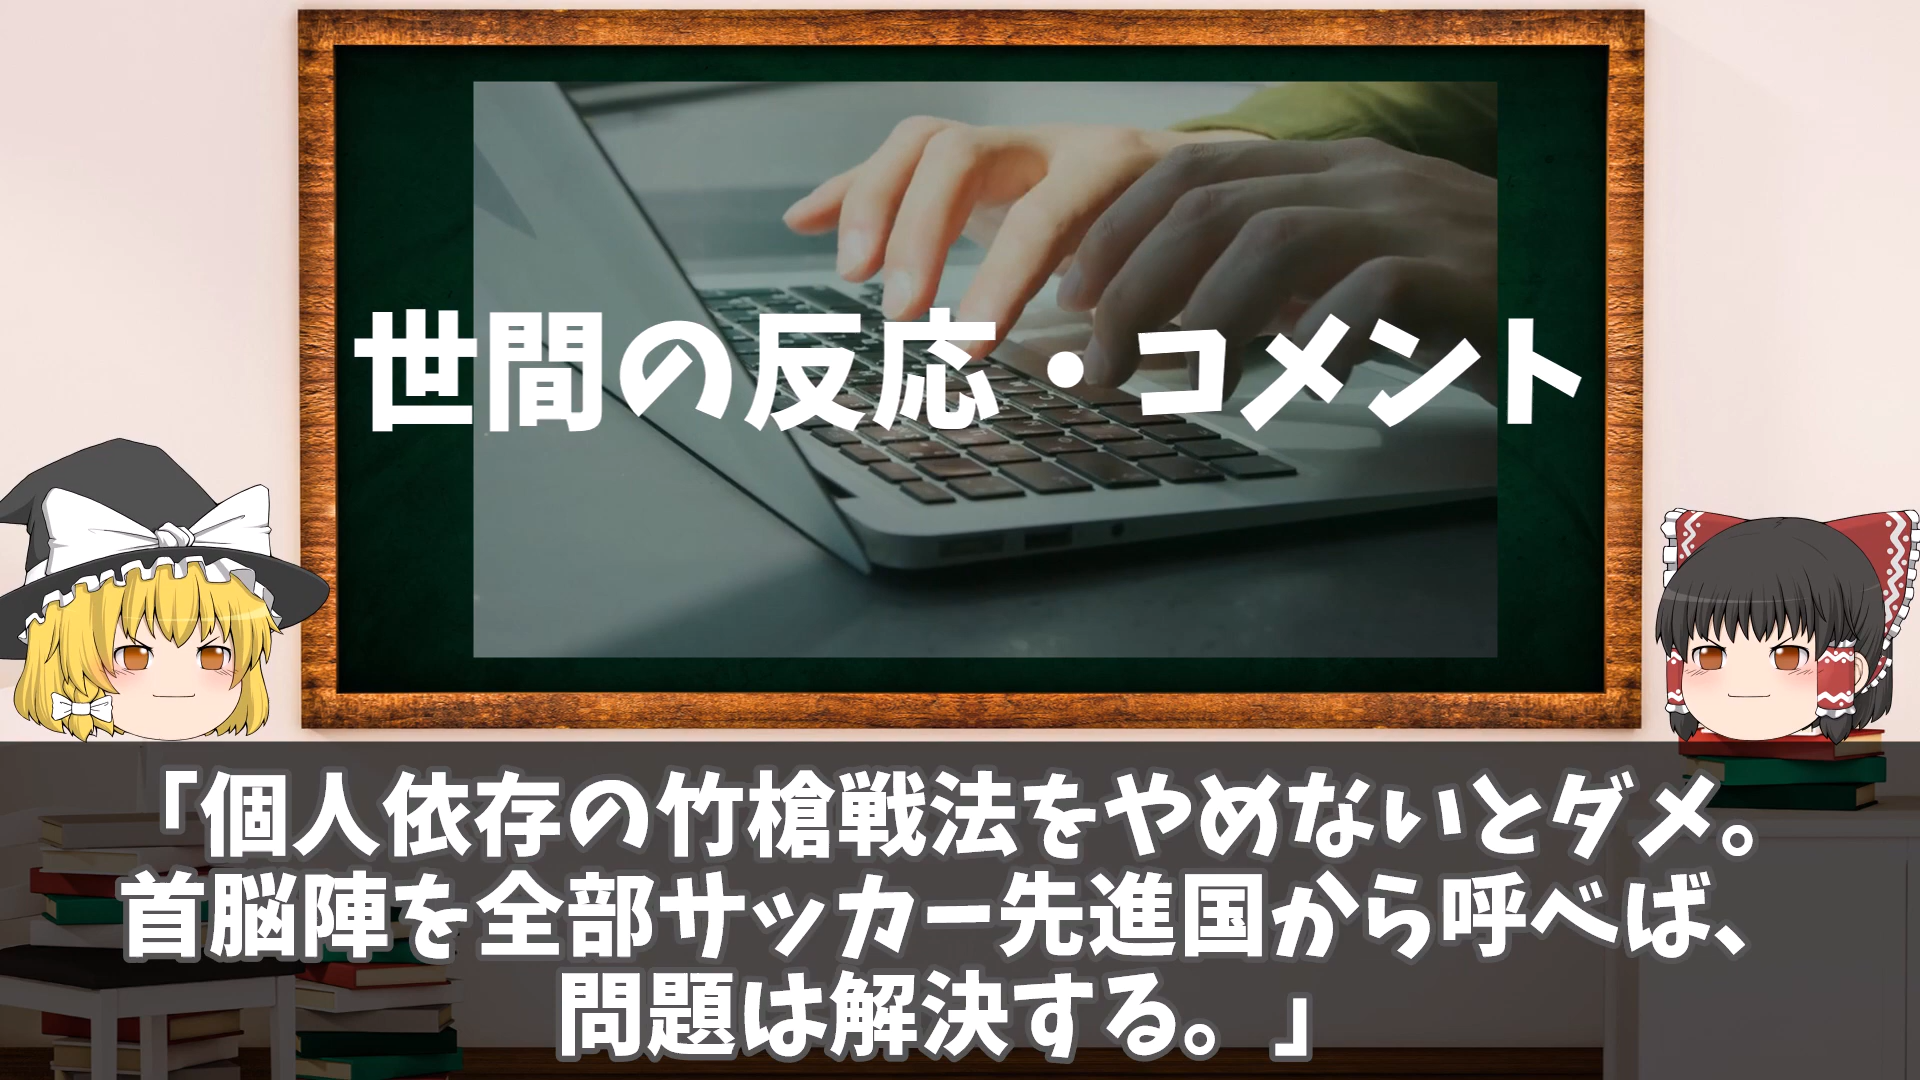 世間の反応・コメント
「個人依存の竹槍戦法をやめないとダメ。
首脳陣を全部サッカー先進国から呼べば、
問題は解決する。」